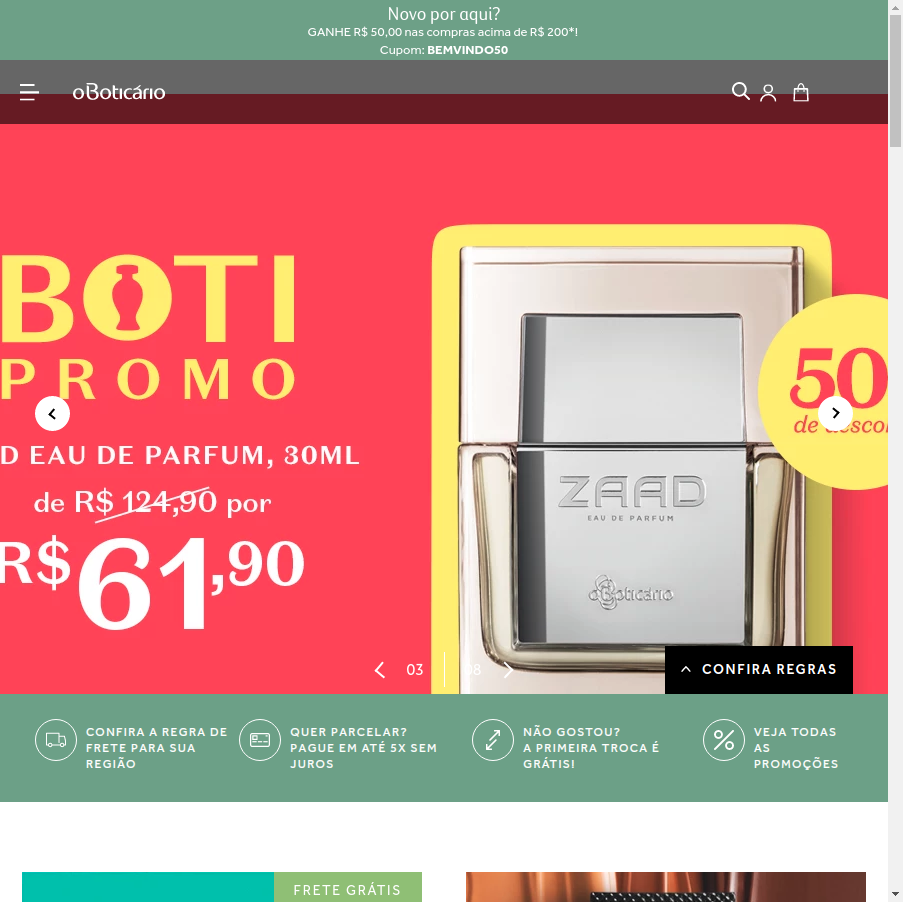 Novo por aqui?
GANHE R$ 50,00 nas compras acima de R$ 200*!
Cupom: BEMVINDO50
oBoticário
BOTI
PROMO
D EAU DE PARFUM, 30ML
de R$ 124,90 por
R$61,90
50
de
ZAAD
EAU DE PARFUM
oBoticário
03
08
CONFIRA REGRAS
CONFIRA A REGRA DE
FRETE PARA SUA
REGIÃO
QUER PARCELAR?
PAGUE EM ATÉ 5X SEM
JUROS
NÃO GOSTOU?
A PRIMEIRA TROCA É
GRÁTIS!
VEJA TODAS
AS
PROMOÇÕES
FRETE GRÁTIS